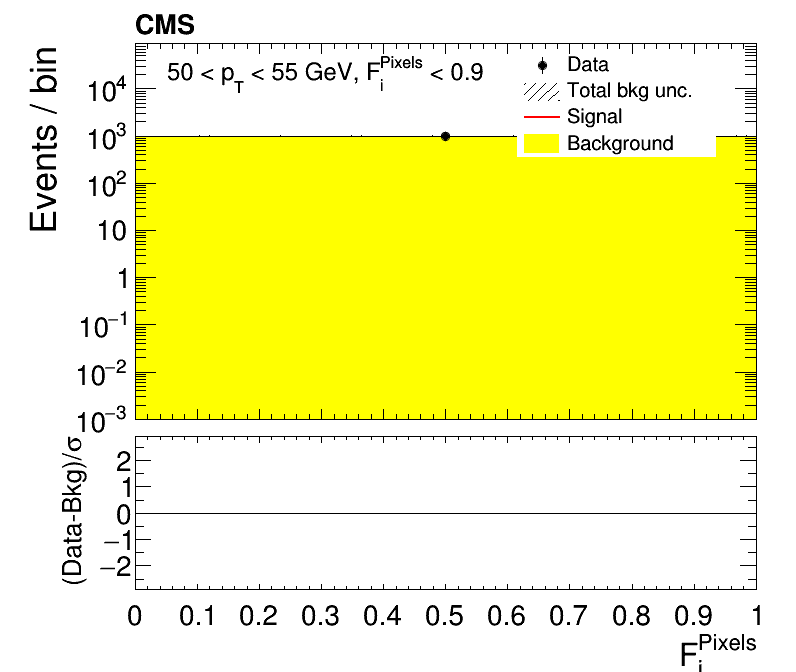 CMS
50 < p_T < 55 GeV, F_i^Pixels < 0.9
Data
Total bkg unc.
Signal
Background
Events / bin
10^4
10^3
10^2
10
1
10^−1
10^−2
10^−3
(Data-Bkg)/σ
2
1
0
−1
−2
0 0.1 0.2 0.3 0.4 0.5 0.6 0.7 0.8 0.9 1
F_i^Pixels